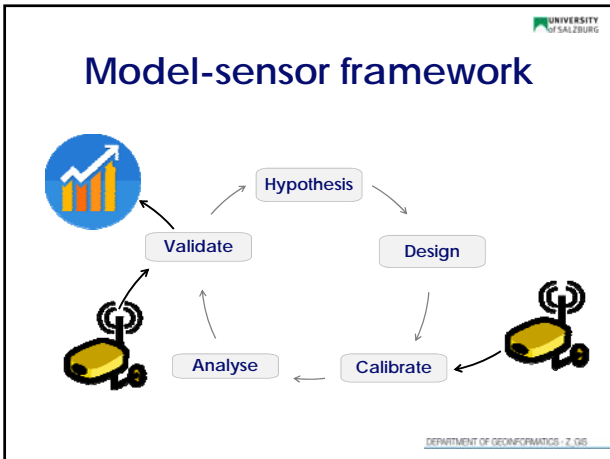 UNIVERSITY
of SALZBURG
Model-sensor framework
Hypothesis
Validate
Design
Analyse
Calibrate
DEPARTMENT OF GEOINFORMATICS - Z_GIS